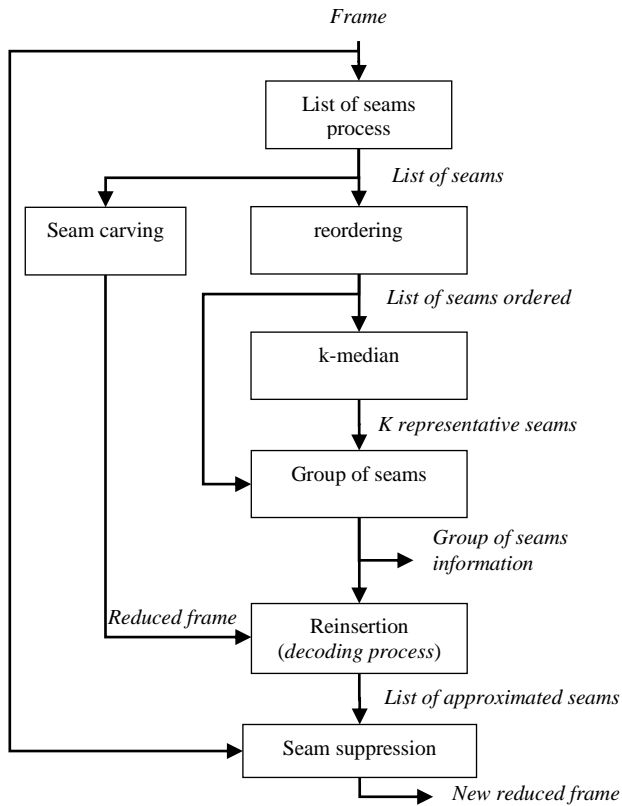 Frame
List of seams
process
List of seams
Seam carving
reordering
List of seams ordered
k-median
K representative seams
Group of seams
Group of seams
information
Reduced frame
Reinsertion
(decoding process)
List of approximated seams
Seam suppression
New reduced frame